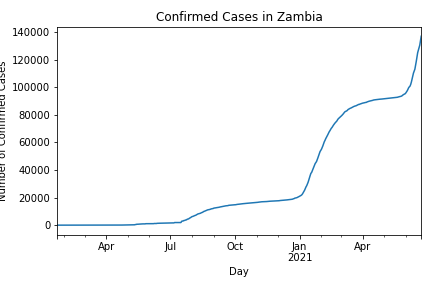 Confirmed Cases in Zambia
Number of Confirmed Cases
140000
120000
100000
80000
60000
40000
20000
0
Apr
Jul
Oct
Jan
2021
Apr
Day